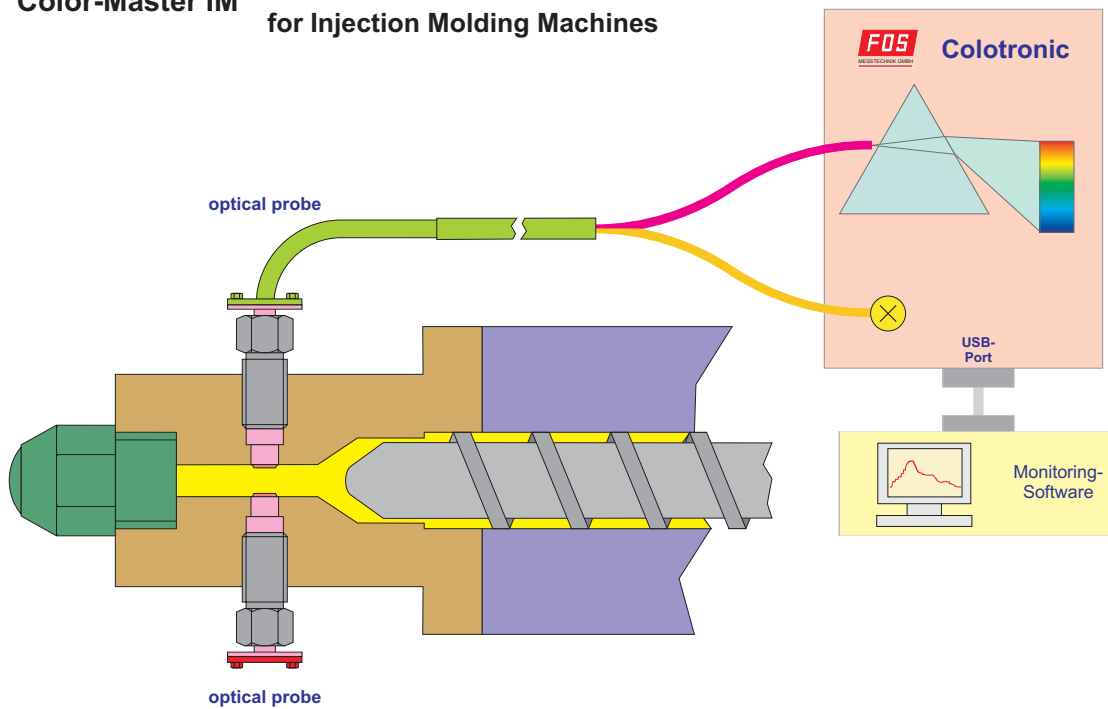 Color-Master IM
for Injection Molding Machines
FOS
MESSTECHNIK GMBH
Colotronic
optical probe
USB-
Port
Monitoring-
Software
optical probe